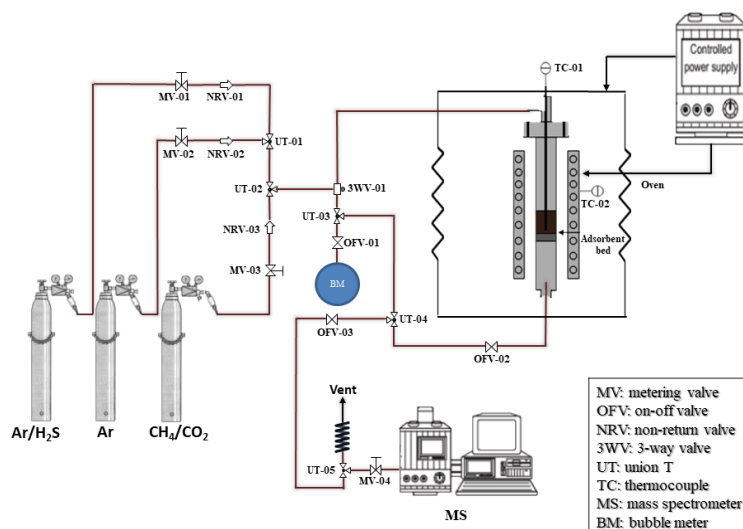 Controlled
power supply
TC-01
MV-01
NRV-01
MV-02
NRV-02
UT-01
UT-02
3WV-01
TC-02
Oven
UT-03
NRV-03
OFV-01
Adsorbent
bed
MV-03
BM
UT-04
OFV-03
OFV-02
Vent
Ar/H₂S
Ar
CH₄/CO₂
UT-05
MV-04
MS
MV: metering valve
OFV: on-off valve
NRV: non-return valve
3WV: 3-way valve
UT: union T
TC: thermocouple
MS: mass spectrometer
BM: bubble meter